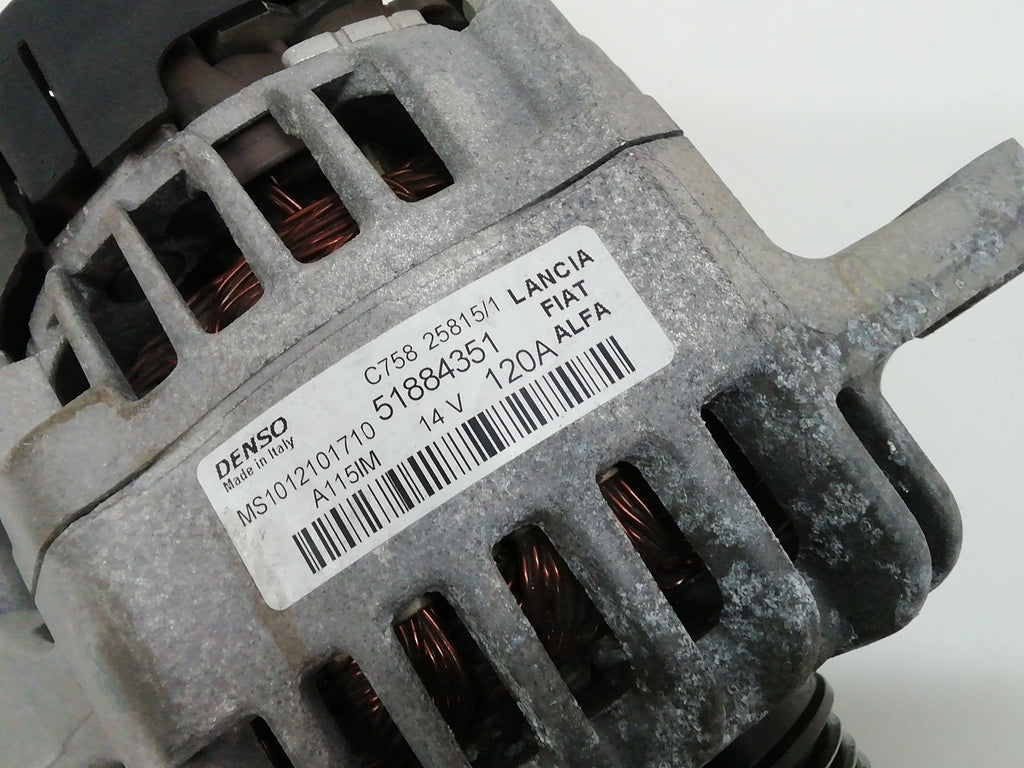 DENSO
Made in Italy
C758 25815/1 LANCIA
MS1012101710 51884351 FIAT
A115IM 14 V 120A ALFA